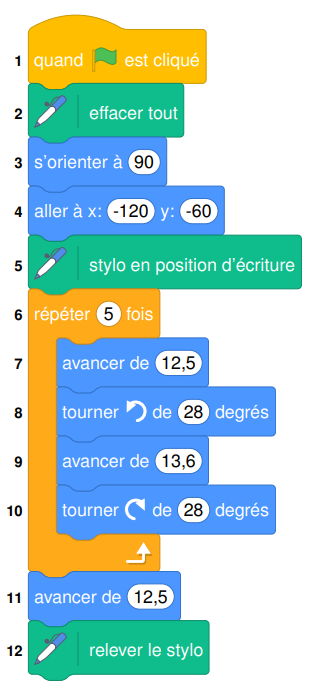 1 quand est cliqué
2 effacer tout
3 s'orienter à 90
4 aller à x: -120 y: -60
5 stylo en position d'écriture
6 répéter 5 fois
7 avancer de 12,5
8 tourner de 28 degrés
9 avancer de 13,6
10 tourner de 28 degrés
11 avancer de 12,5
12 relever le stylo